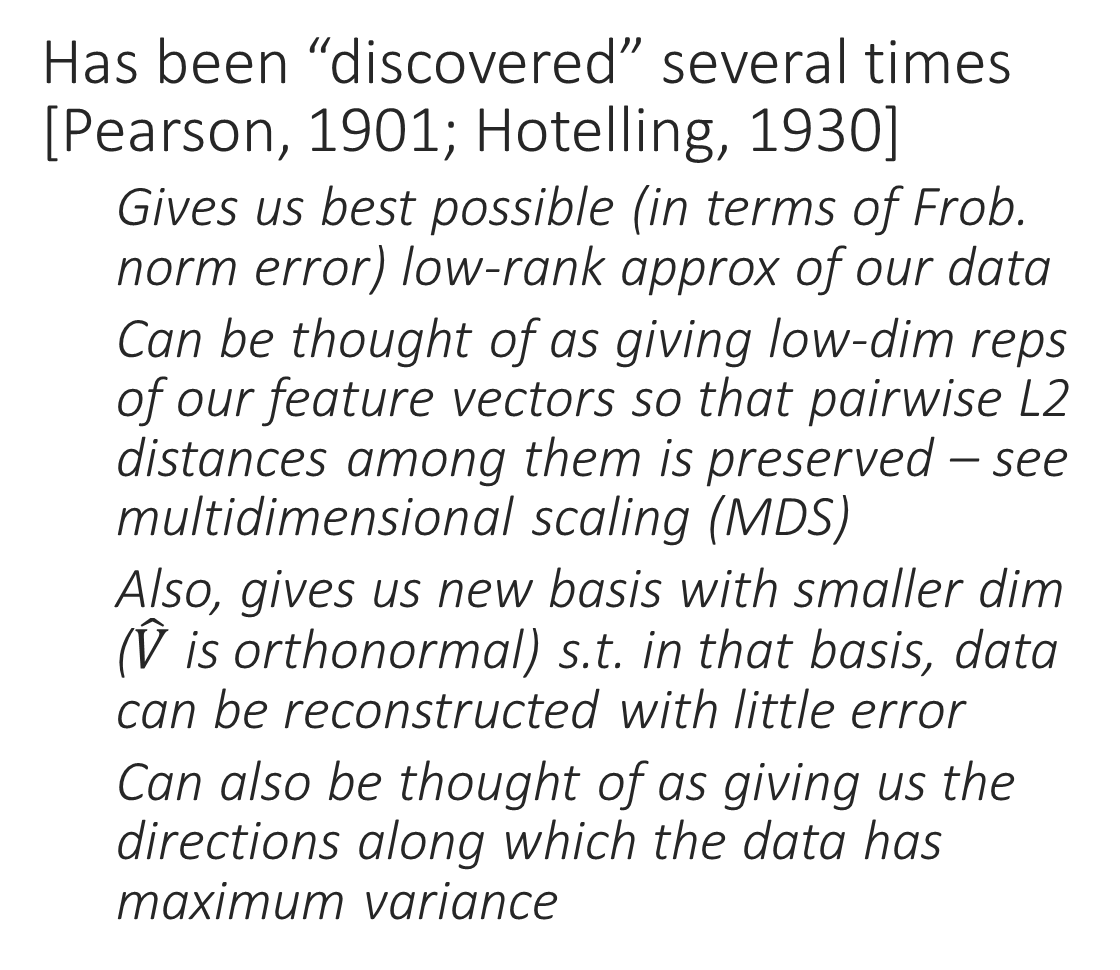 Has been “discovered” several times
[Pearson, 1901; Hotelling, 1930]
Gives us best possible (in terms of Frob.
norm error) low-rank approx of our data
Can be thought of as giving low-dim reps
of our feature vectors so that pairwise L2
distances among them is preserved – see
multidimensional scaling (MDS)
Also, gives us new basis with smaller dim
(V̂ is orthonormal) s.t. in that basis, data
can be reconstructed with little error
Can also be thought of as giving us the
directions along which the data has
maximum variance